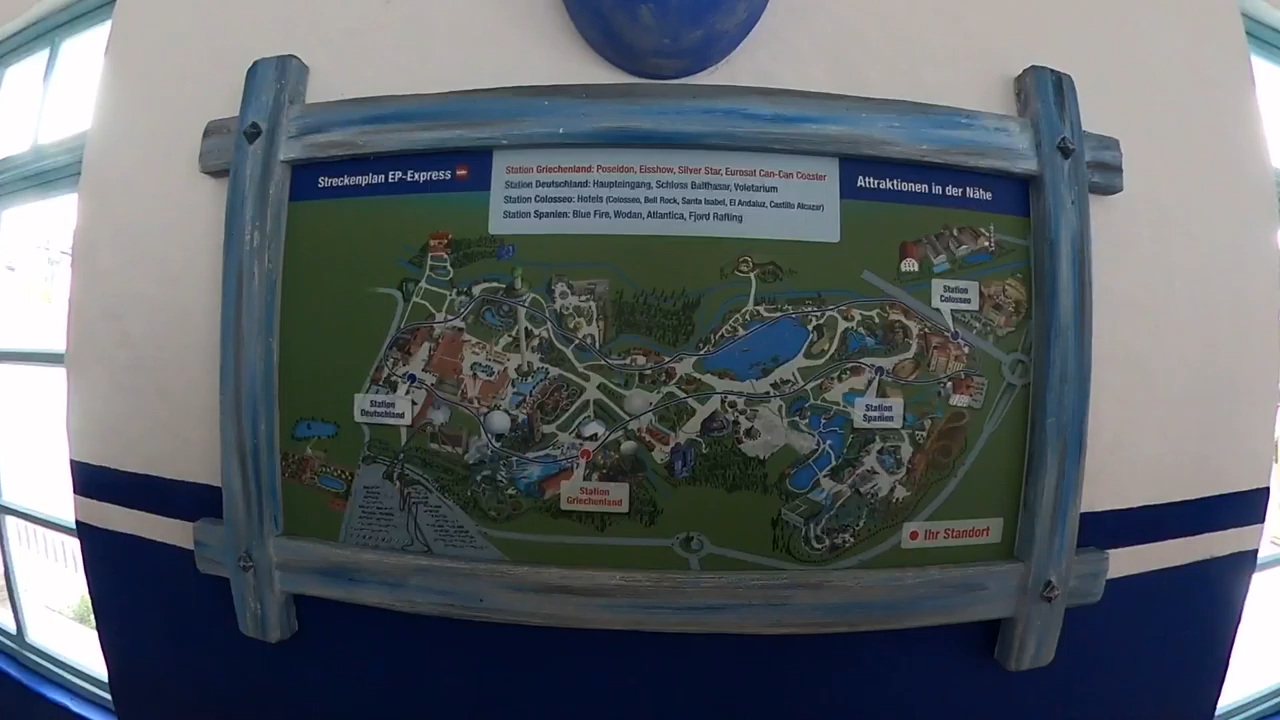 Streckenplan EP-Express
Station Griechenland: Poseidon, Eisshow, Silver Star, Eurosat Can-Can Coaster
Station Deutschland: Haupteingang, Schloss Balthasar, Voletarium
Station Colosseo: Hotels (Colosseo, Bell Rock, Santa Isabel, El Andaluz, Castillo Alcazar)
Station Spanien: Blue Fire, Wodan, Atlantica, Fjord Rafting
Attraktionen in der Nähe
Station
Colosseo
Station
Deutschland
Station
Spanien
Station
Griechenland
Ihr Standort